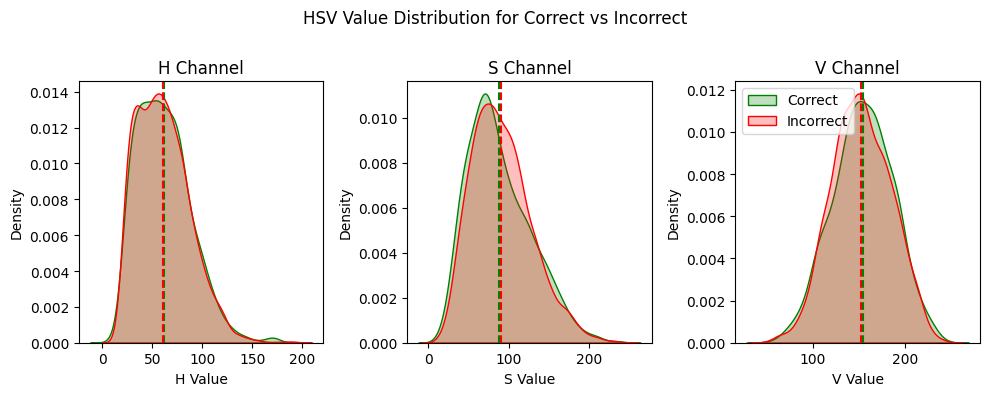 HSV Value Distribution for Correct vs Incorrect
H Channel
0.014
0.012
0.010
0.008
0.006
0.004
0.002
0.000
Density
0
50
100
150
200
H Value
S Channel
0.010
0.008
0.006
0.004
0.002
0.000
Density
0
100
200
S Value
V Channel
Correct
Incorrect
0.012
0.010
0.008
0.006
0.004
0.002
0.000
Density
100
200
V Value